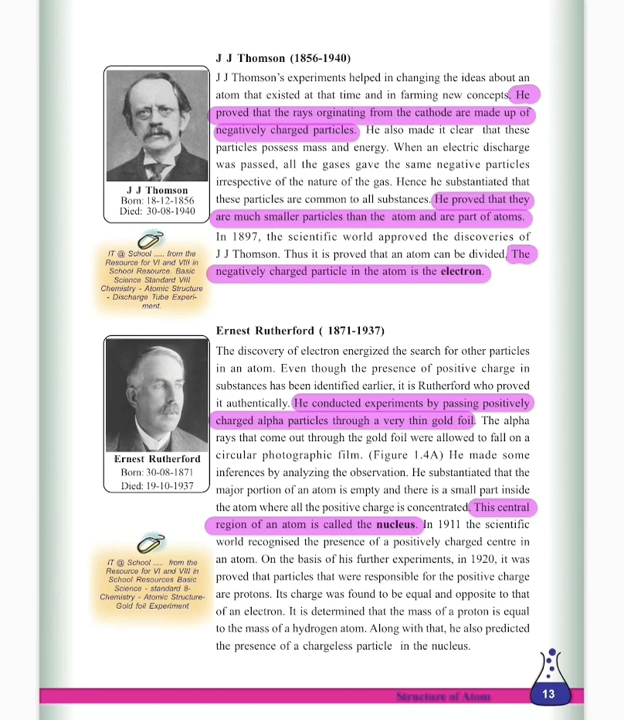 J J Thomson (1856-1940)
J J Thomson's experiments helped in changing the ideas about an
atom that existed at that time and in farming new concepts. He
proved that the rays orginating from the cathode are made up of
negatively charged particles. He also made it clear that these
particles possess mass and energy. When an electric discharge
was passed, all the gases gave the same negative particles
irrespective of the nature of the gas. Hence he substantiated that
these particles are common to all substances. He proved that they
are much smaller particles than the atom and are part of atoms.
In 1897, the scientific world approved the discoveries of
J J Thomson. Thus it is proved that an atom can be divided. The
negatively charged particle in the atom is the electron.
J J Thomson
Born: 18-12-1856
Died: 30-08-1940
IT @ School ..... from the
Resource for VI and VIII in
School Resource. Basic
Science Standard VIII
Chemistry - Atomic Structure
- Discharge Tube Experi-
ment.
Ernest Rutherford ( 1871-1937)
The discovery of electron energized the search for other particles
in an atom. Even though the presence of positive charge in
substances has been identified earlier, it is Rutherford who proved
it authentically. He conducted experiments by passing positively
charged alpha particles through a very thin gold foil. The alpha
rays that come out through the gold foil were allowed to fall on a
circular photographic film. (Figure 1.4A) He made some
inferences by analyzing the observation. He substantiated that the
major portion of an atom is empty and there is a small part inside
the atom where all the positive charge is concentrated. This central
region of an atom is called the nucleus. In 1911 the scientific
world recognised the presence of a positively charged centre in
an atom. On the basis of his further experiments, in 1920, it was
proved that particles that were responsible for the positive charge
are protons. Its charge was found to be equal and opposite to that
of an electron. It is determined that the mass of a proton is equal
to the mass of a hydrogen atom. Along with that, he also predicted
the presence of a chargeless particle in the nucleus.
Ernest Rutherford
Born: 30-08-1871
Died: 19-10-1937
IT @ School ..... from the
Resource for VI and VIII in
School Resources Basic
Science - standard 8-
Chemistry - Atomic Structure-
Gold foil Experiment
Structure of Atom
13